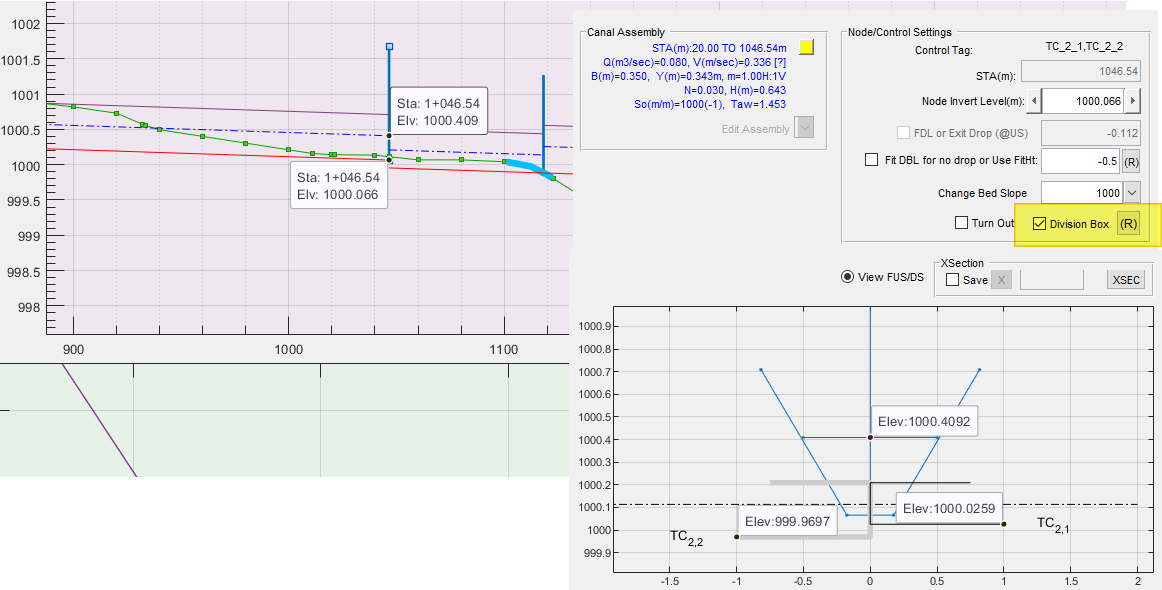 1002
1001.5
1001
1000.5
1000
999.5
999
998.5
998
900
1000
1100
Sta: 1+046.54
Elv: 1000.409
Sta: 1+046.54
Elv: 1000.066
Canal Assembly
STA(m):20.00 TO 1046.54m
Q(m3/sec)=0.080, V(m/sec)=0.336 [?]
B(m)=0.350, Y(m)=0.343m, m=1.00H:1V
N=0.030, H(m)=0.643
So(m/m)=1000(-1), Taw=1.453
Edit Assembly
Node/Control Settings
Control Tag: TC_2_1,TC_2_2
STA(m): 1046.54
Node Invert Level(m): 1000.066
FDL or Exit Drop (@US) -0.112
Fit DBL for no drop or Use FitHt: -0.5 (R)
Change Bed Slope 1000
Turn Out Division Box (R)
View FUS/DS
XSection
Save X XSEC
1000.9
1000.8
1000.7
1000.6
1000.5
1000.4
1000.3
1000.2
1000.1
1000
999.9
Elev:1000.4092
Elev:1000.0259
Elev:999.9697
TC2,1
TC2,2
-1.5 -1 -0.5 0 0.5 1 1.5 2